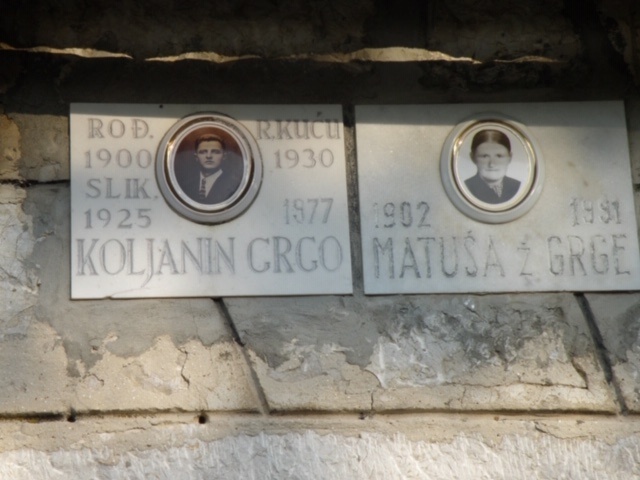 ROĐ. R.KUĆU
1900 1930
SLIK.
1925 1977
KOLJANIN GRGO
1902 1981
MATUŠA Ž GRGE